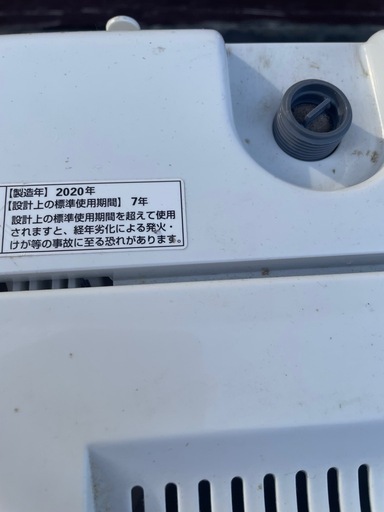 【製造年】2020年
【設計上の標準使用期間】7年
設計上の標準使用期間を超えて使用
されますと、経年劣化による発火・
けが等の事故に至る恐れがあります。